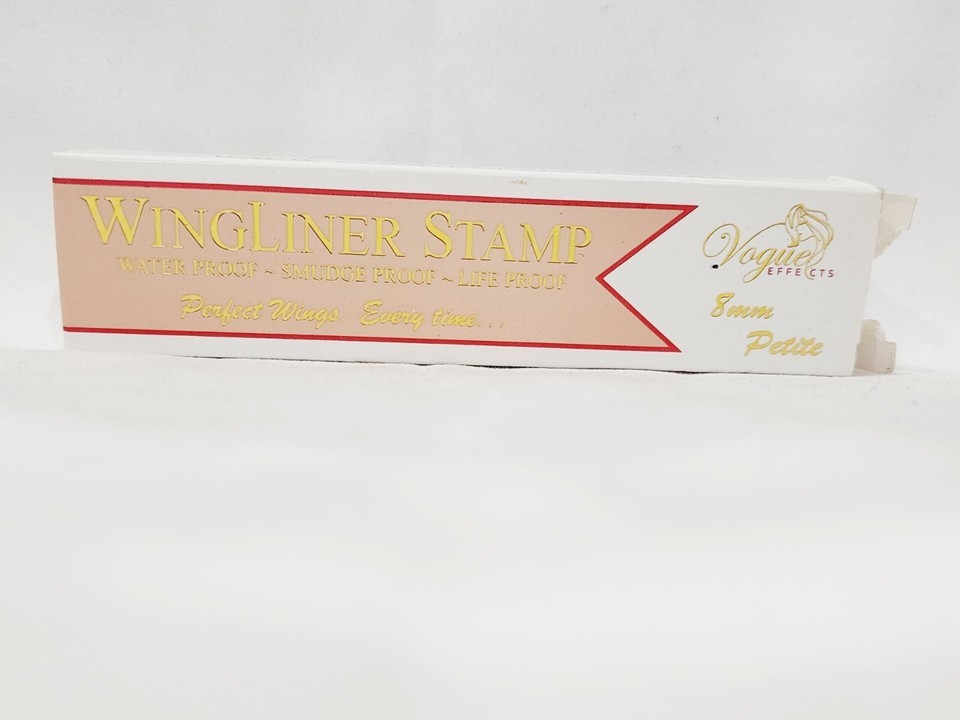 WINGLINER STAMP
WATER PROOF ~ SMUDGE PROOF ~ LIFE PROOF
Perfect Wings. Every time...
Vogue
EFFECTS
8mm
Petite